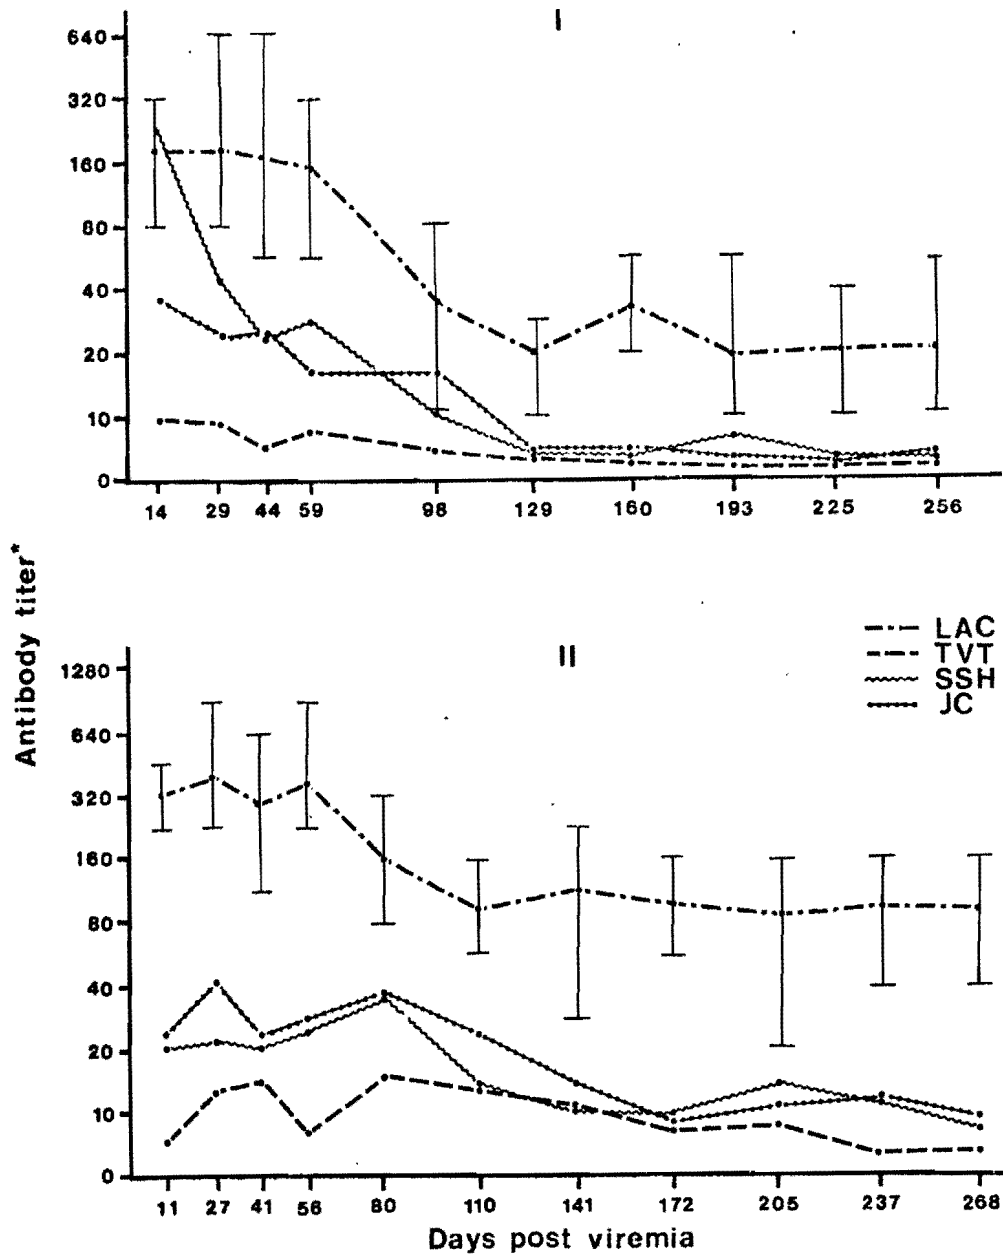 I
640
320
160
80
40
20
10
0
14 29 44 59 98 129 160 193 225 256
Antibody titer*
II
LAC
TVT
SSH
JC
1280
640
320
160
80
40
20
10
0
11 27 41 56 80 110 141 172 205 237 268
Days post viremia